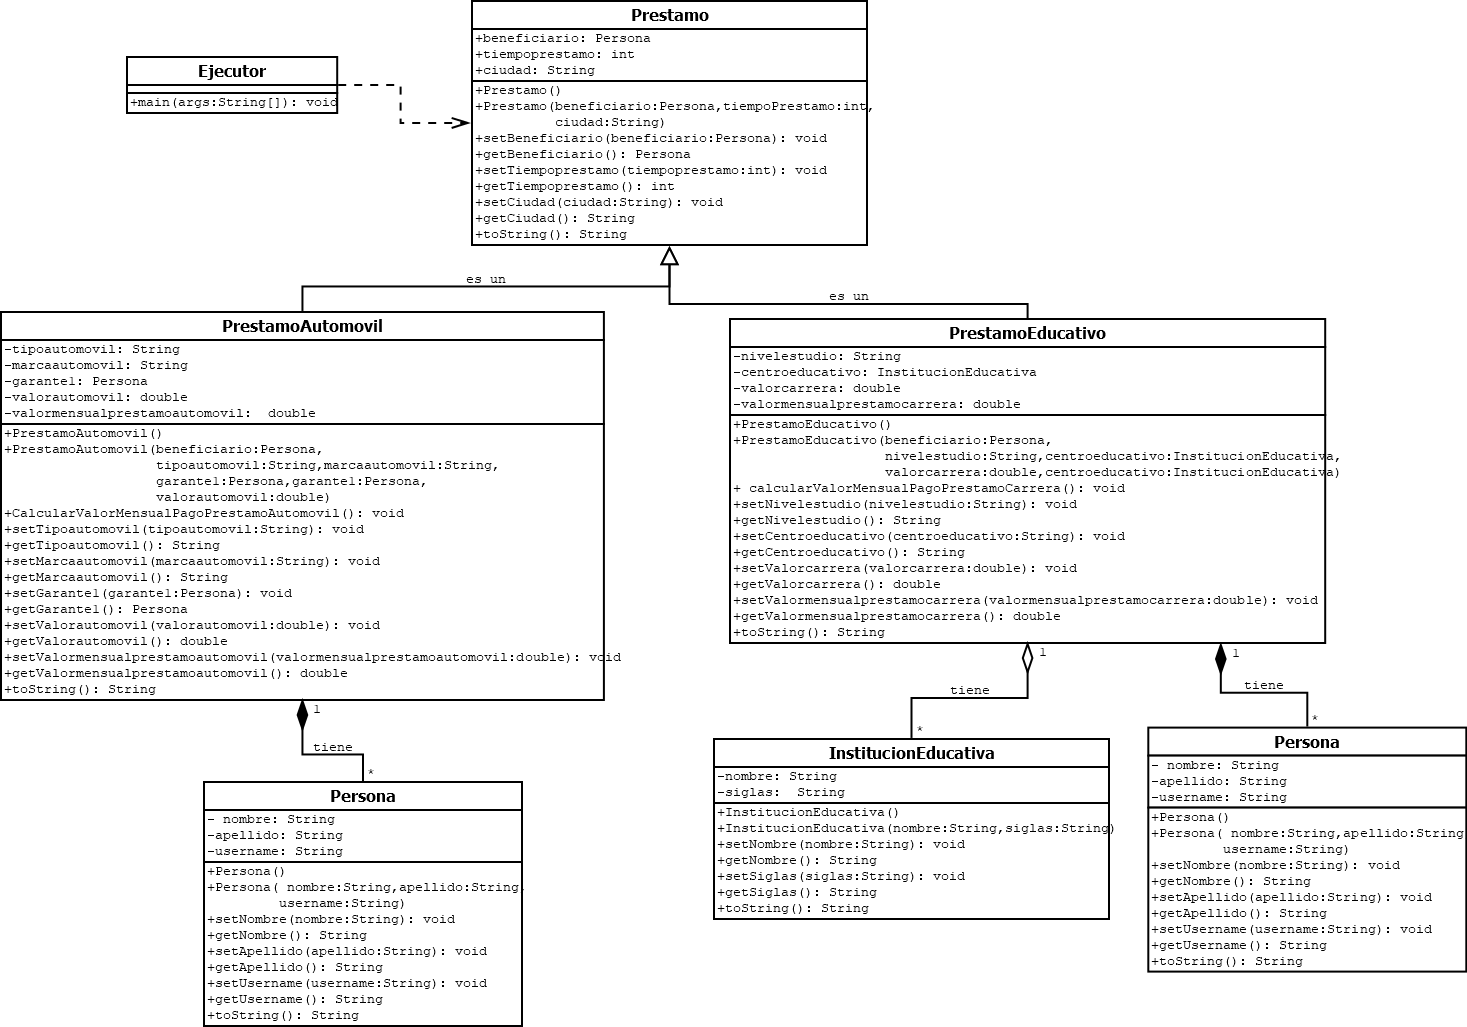 Prestamo
+beneficiario: Persona
+tiempoprestamo: int
+ciudad: String
+Prestamo()
+Prestamo(beneficiario:Persona,tiempoPrestamo:int,
ciudad:String)
+setBeneficiario(beneficiario:Persona): void
+getBeneficiario(): Persona
+setTiempoprestamo(tiempoprestamo:int): void
+getTiempoprestamo(): int
+setCiudad(ciudad:String): void
+getCiudad(): String
+toString(): String
Ejecutor
+main(args:String[]): void
es un
es un
PrestamoAutomovil
-tipoautomovil: String
-marcaautomovil: String
-garante1: Persona
-valorautomovil: double
-valormensualprestamoautomovil:  double
+PrestamoAutomovil()
+PrestamoAutomovil(beneficiario:Persona,
tipoautomovil:String,marcaautomovil:String,
garante1:Persona,garante1:Persona,
valorautomovil:double)
+CalcularValorMensualPagoPrestamoAutomovil(): void
+setTipoautomovil(tipoautomovil:String): void
+getTipoautomovil(): String
+setMarcaautomovil(marcaautomovil:String): void
+getMarcaautomovil(): String
+setGarante1(garante1:Persona): void
+getGarante1(): Persona
+setValorautomovil(valorautomovil:double): void
+getValorautomovil(): double
+setValormensualprestamoautomovil(valormensualprestamoautomovil:double): void
+getValormensualprestamoautomovil(): double
+toString(): String
PrestamoEducativo
-nivelestudio: String
-centroeducativo: InstitucionEducativa
-valorcarrera: double
-valormensualprestamocarrera: double
+PrestamoEducativo()
+PrestamoEducativo(beneficiario:Persona,
nivelestudio:String,centroeducativo:InstitucionEducativa,
valorcarrera:double,centroeducativo:InstitucionEducativa)
+ calcularValorMensualPagoPrestamoCarrera(): void
+setNivelestudio(nivelestudio:String): void
+getNivelestudio(): String
+setCentroeducativo(centroeducativo:String): void
+getCentroeducativo(): String
+setValorcarrera(valorcarrera:double): void
+getValorcarrera(): double
+setValormensualprestamocarrera(valormensualprestamocarrera:double): void
+getValormensualprestamocarrera(): double
+toString(): String
1
tiene
*
1
tiene
*
1
tiene
*
Persona
- nombre: String
-apellido: String
-username: String
+Persona()
+Persona( nombre:String,apellido:String,
username:String)
+setNombre(nombre:String): void
+getNombre(): String
+setApellido(apellido:String): void
+getApellido(): String
+setUsername(username:String): void
+getUsername(): String
+toString(): String
InstitucionEducativa
-nombre: String
-siglas:  String
+InstitucionEducativa()
+InstitucionEducativa(nombre:String,siglas:String)
+setNombre(nombre:String): void
+getNombre(): String
+setSiglas(siglas:String): void
+getSiglas(): String
+toString(): String
Persona
- nombre: String
-apellido: String
-username: String
+Persona()
+Persona( nombre:String,apellido:String
username:String)
+setNombre(nombre:String): void
+getNombre(): String
+setApellido(apellido:String): void
+getApellido(): String
+setUsername(username:String): void
+getUsername(): String
+toString(): String